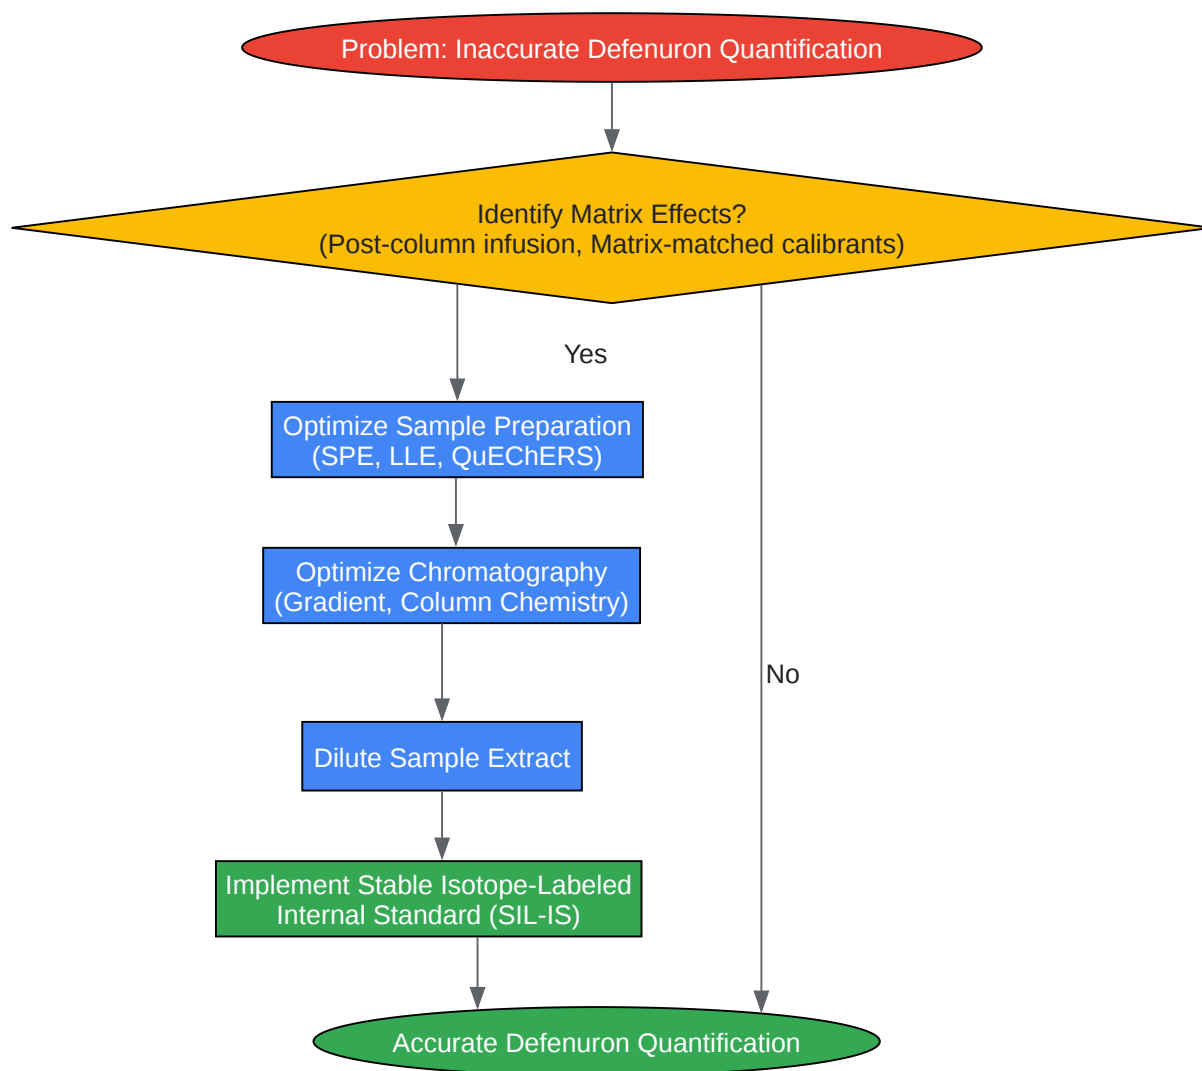 Problem: Inaccurate Defenuron Quantification
Identify Matrix Effects?
(Post-column infusion, Matrix-matched calibrants)
Yes
Optimize Sample Preparation
(SPE, LLE, QuEChERS)
Optimize Chromatography
(Gradient, Column Chemistry)
No
Dilute Sample Extract
Implement Stable Isotope-Labeled
Internal Standard (SIL-IS)
Accurate Defenuron Quantification